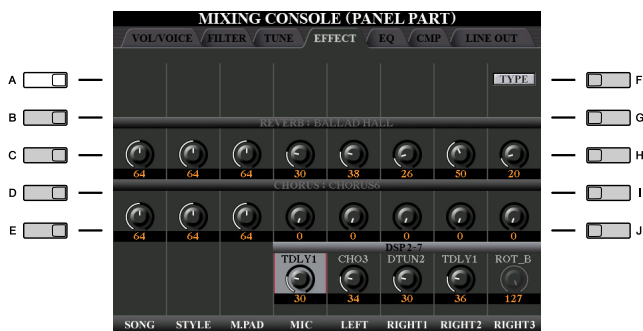 MIXING CONSOLE (PANEL PART)
VOL/VOICE FILTER TUNE EFFECT EQ CMP LINE OUT
A F
TYPE
B G
REVERB : BALLAD HALL
C H
64 64 64 30 38 26 50 20
D I
CHORUS : CHORUS6
E J
64 64 64 0 0 0 0 0
DSP 2-7
TDLY1 CHO3 DTUN2 TDLY1 ROT_B
30 34 30 36 127
SONG STYLE M.PAD MIC LEFT RIGHT1 RIGHT2 RIGHT3